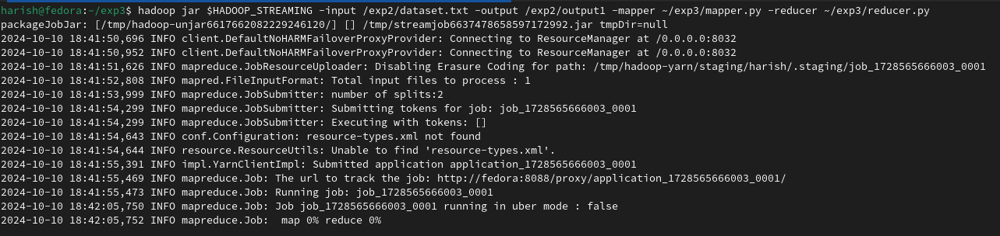 harish@fedora:~/exp3$ hadoop jar $HADOOP_STREAMING -input /exp2/dataset.txt -output /exp2/output1 -mapper ~/exp3/mapper.py -reducer ~/exp3/reducer.py
packageJobJar: [/tmp/hadoop-unjar6617662082229246120/] [] /tmp/streamjob6637478658597172992.jar tmpDir=null
2024-10-10 18:41:50,696 INFO client.DefaultNoHARMFailoverProxyProvider: Connecting to ResourceManager at /0.0.0.0:8032
2024-10-10 18:41:50,952 INFO client.DefaultNoHARMFailoverProxyProvider: Connecting to ResourceManager at /0.0.0.0:8032
2024-10-10 18:41:51,626 INFO mapreduce.JobResourceUploader: Disabling Erasure Coding for path: /tmp/hadoop-yarn/staging/harish/.staging/job_1728565666003_0001
2024-10-10 18:41:52,808 INFO mapred.FileInputFormat: Total input files to process : 1
2024-10-10 18:41:53,999 INFO mapreduce.JobSubmitter: number of splits:2
2024-10-10 18:41:54,299 INFO mapreduce.JobSubmitter: Submitting tokens for job: job_1728565666003_0001
2024-10-10 18:41:54,299 INFO mapreduce.JobSubmitter: Executing with tokens: []
2024-10-10 18:41:54,643 INFO conf.Configuration: resource-types.xml not found
2024-10-10 18:41:54,644 INFO resource.ResourceUtils: Unable to find 'resource-types.xml'.
2024-10-10 18:41:55,391 INFO impl.YarnClientImpl: Submitted application application_1728565666003_0001
2024-10-10 18:41:55,469 INFO mapreduce.Job: The url to track the job: http://fedora:8088/proxy/application_1728565666003_0001/
2024-10-10 18:41:55,473 INFO mapreduce.Job: Running job: job_1728565666003_0001
2024-10-10 18:42:05,750 INFO mapreduce.Job: Job job_1728565666003_0001 running in uber mode : false
2024-10-10 18:42:05,752 INFO mapreduce.Job:  map 0% reduce 0%